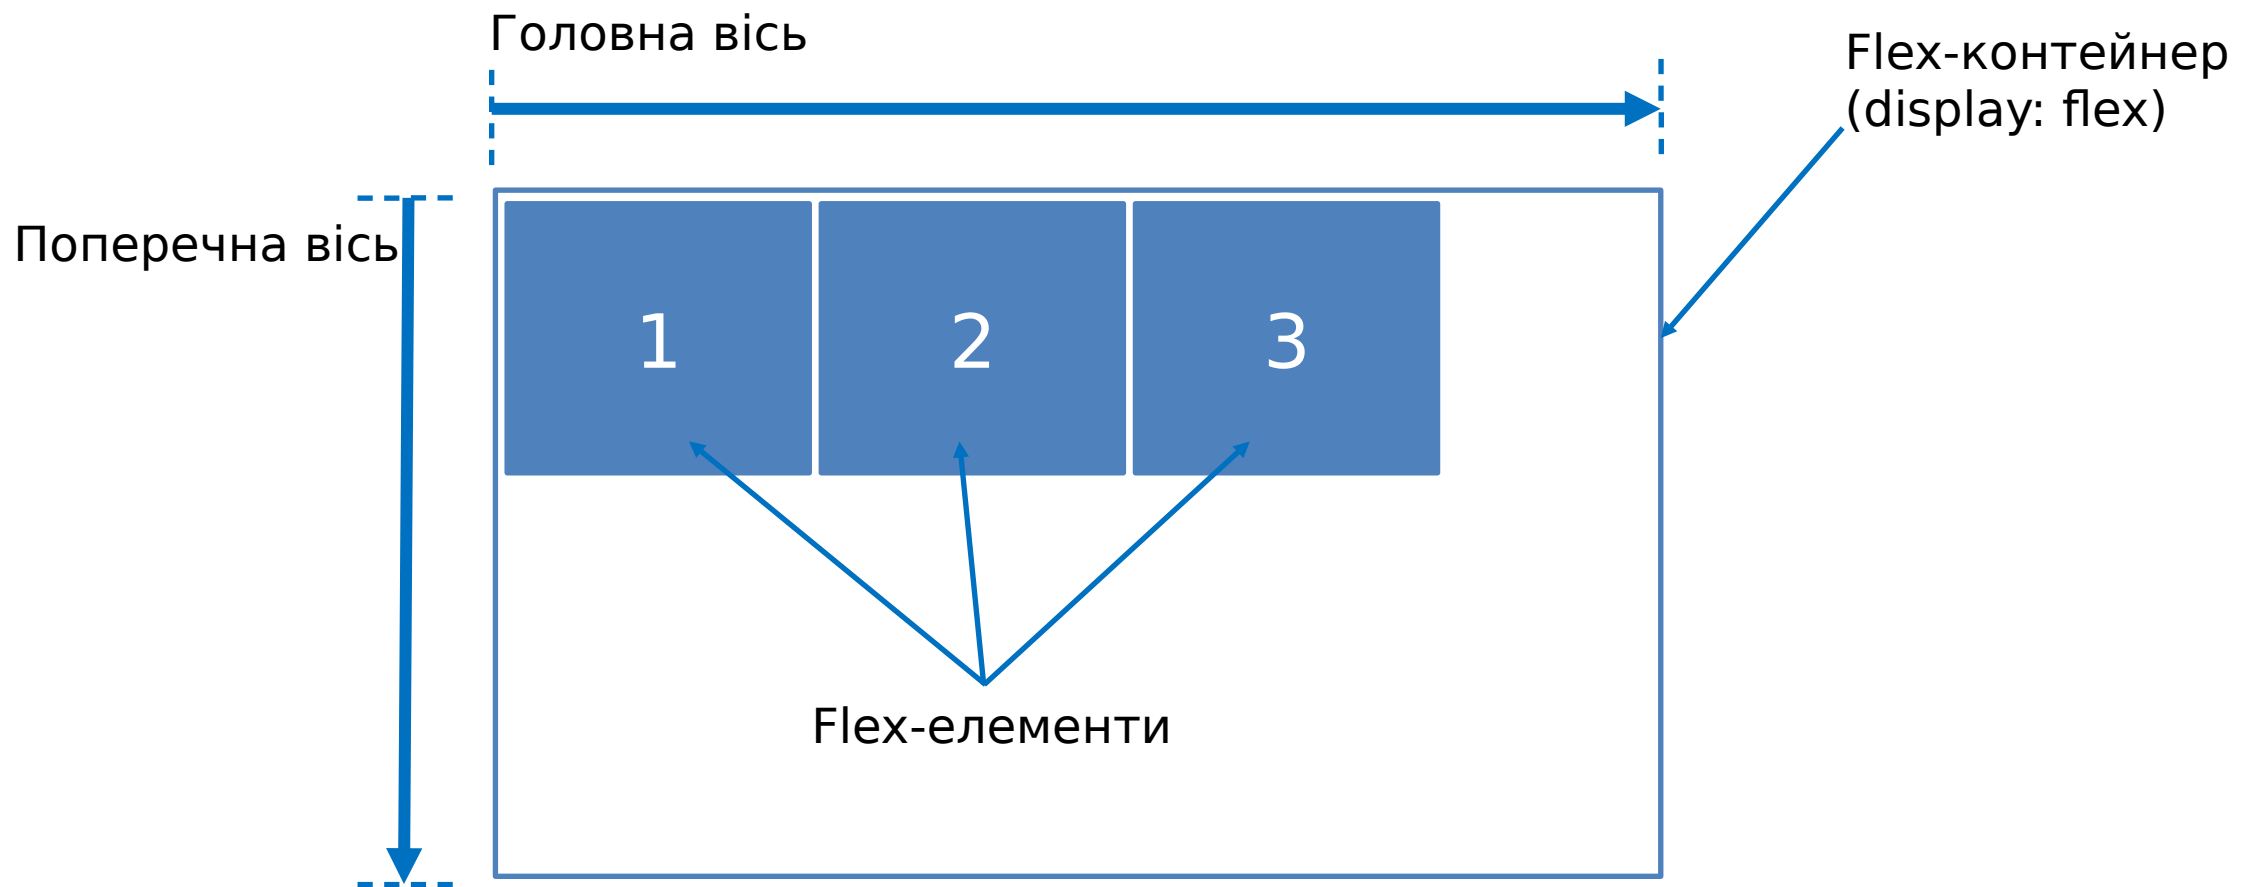 Головна вісь
Flex-контейнер
(display: flex)
Поперечна вісь
1
2
3
Flex-елементи